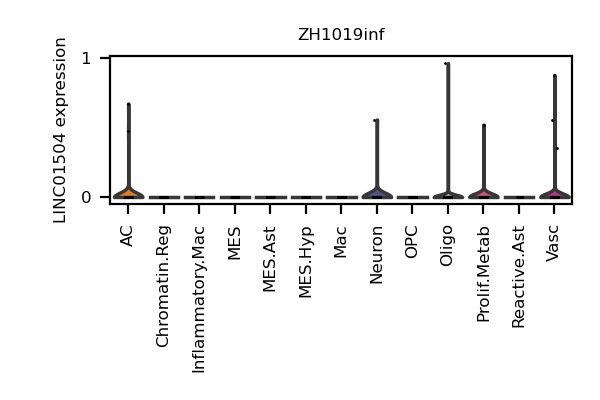 ZH1019inf
LINC01504 expression
1
0
AC
Chromatin.Reg
Inflammatory.Mac
MES
MES.Ast
MES.Hyp
Mac
Neuron
OPC
Oligo
Prolif.Metab
Reactive.Ast
Vasc